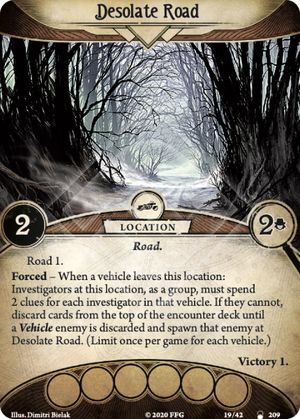 Desolate Road
2
LOCATION
2
Road.
Road 1.
Forced – When a vehicle leaves this location:
Investigators at this location, as a group, must spend
2 clues for each investigator in that vehicle. If they cannot,
discard cards from the top of the encounter deck until
a Vehicle enemy is discarded and spawn that enemy at
Desolate Road. (Limit once per game for each vehicle.)
Victory 1.
Illus. Dimitri Bielak
© 2020 FFG
19/42
209